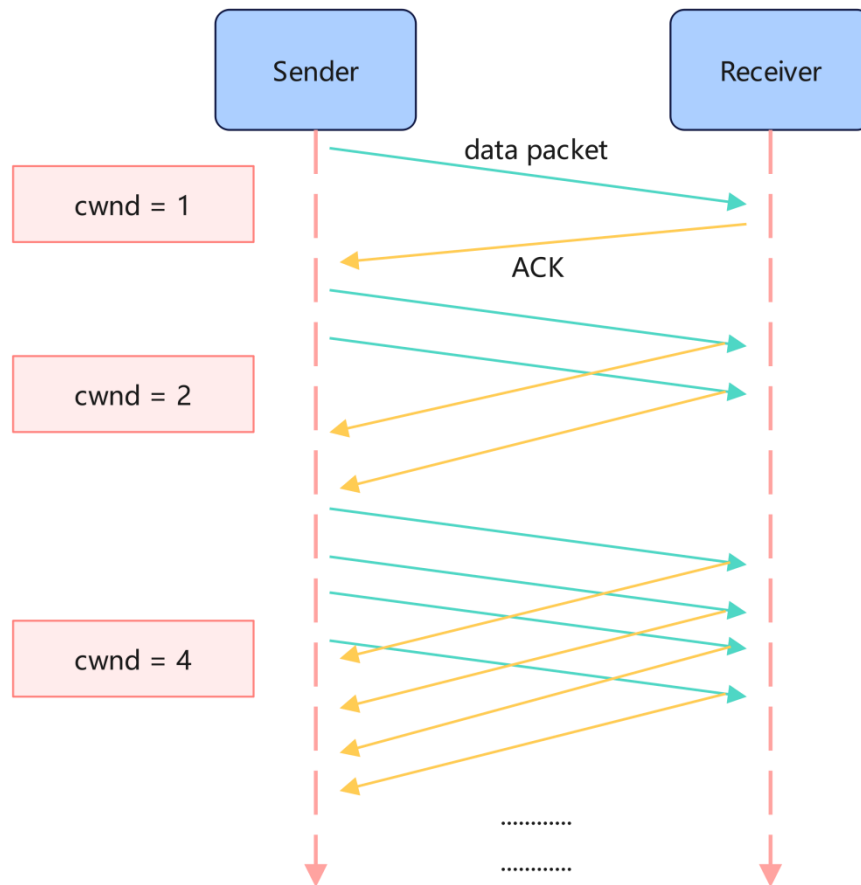 Sender
Receiver
data packet
cwnd = 1
ACK
cwnd = 2
cwnd = 4
............
............